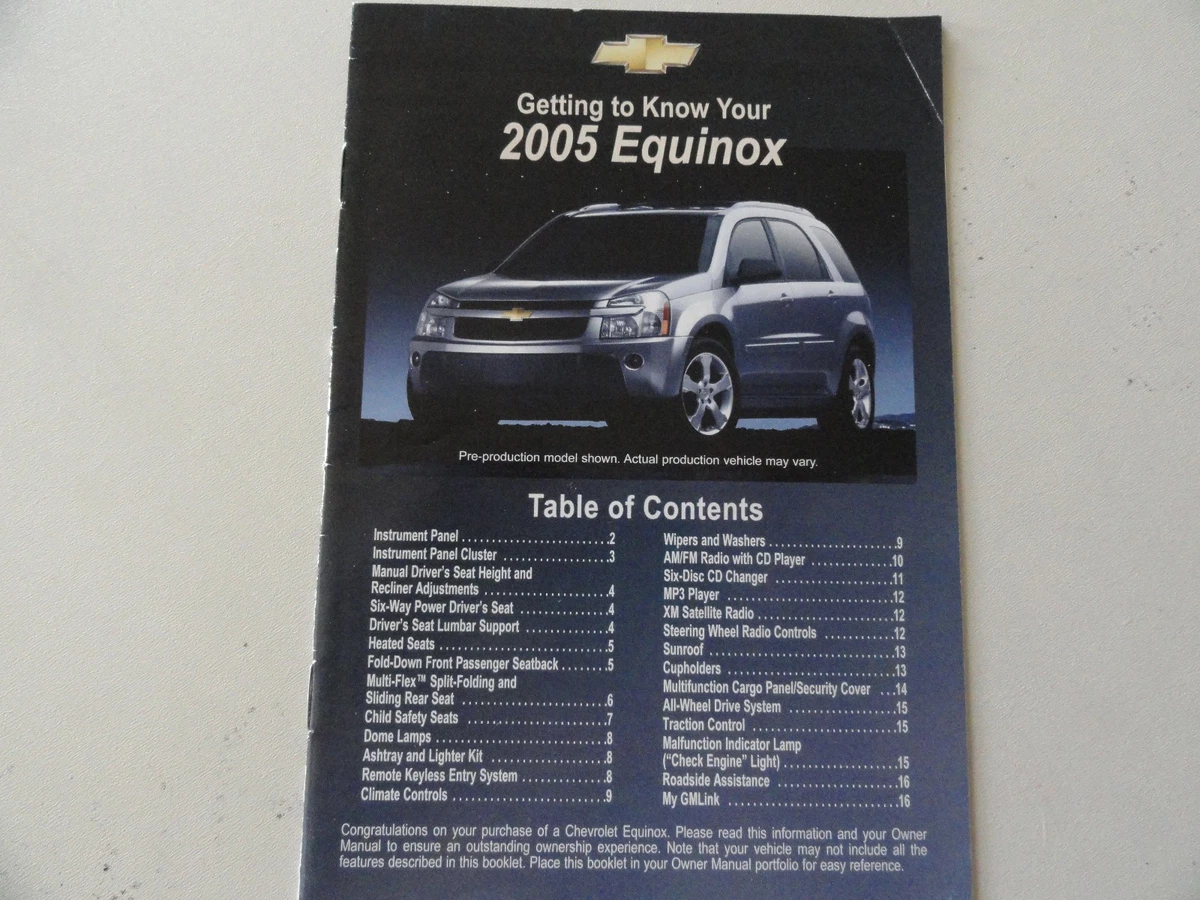 Getting to Know Your
2005 Equinox
Pre-production model shown. Actual production vehicle may vary.
Table of Contents
Instrument Panel ........................2
Instrument Panel Cluster .................3
Manual Driver's Seat Height and
Recliner Adjustments ....................4
Six-Way Power Driver's Seat ..............4
Driver's Seat Lumbar Support .............4
Heated Seats ............................5
Fold-Down Front Passenger Seatback ........5
Multi-Flex™ Split-Folding and
Sliding Rear Seat ........................6
Child Safety Seats .......................7
Dome Lamps ............................8
Ashtray and Lighter Kit ...................8
Remote Keyless Entry System .............8
Climate Controls .........................9
Wipers and Washers .....................9
AM/FM Radio with CD Player .............10
Six-Disc CD Changer ...................11
MP3 Player ............................12
XM Satellite Radio .......................12
Steering Wheel Radio Controls ............12
Sunroof ...............................13
Cupholders ............................13
Multifunction Cargo Panel/Security Cover ...14
All-Wheel Drive System ..................15
Traction Control ........................15
Malfunction Indicator Lamp
("Check Engine" Light) ...................15
Roadside Assistance ....................16
My GMLink ............................16
Congratulations on your purchase of a Chevrolet Equinox. Please read this information and your Owner
Manual to ensure an outstanding ownership experience. Note that your vehicle may not include all the
features described in this booklet. Place this booklet in your Owner Manual portfolio for easy reference.